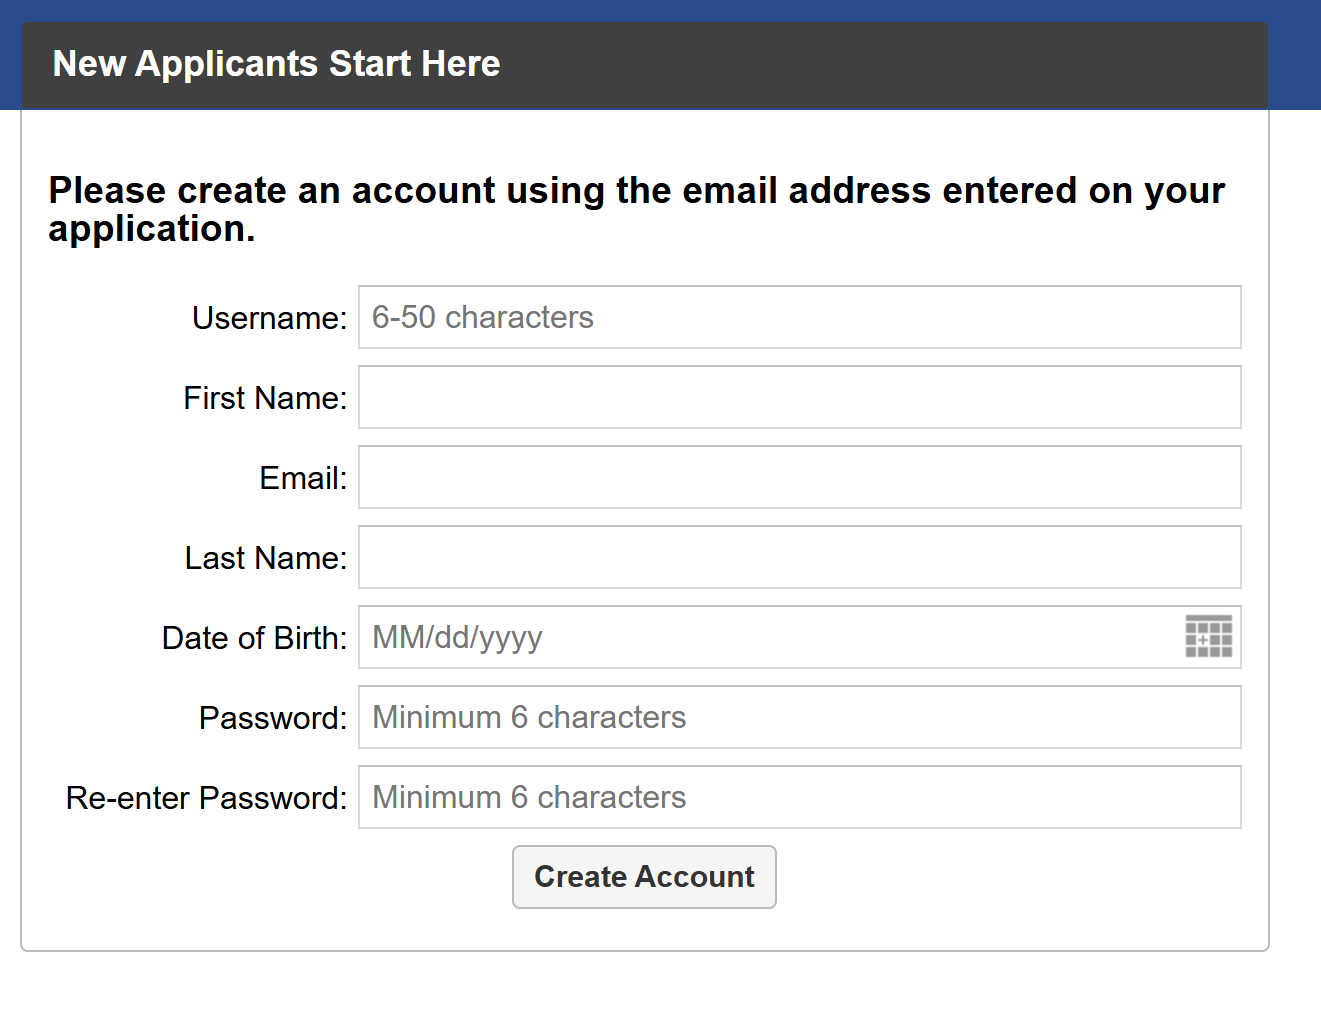 New Applicants Start Here
Please create an account using the email address entered on your
application.
Username: 6-50 characters
First Name:
Email:
Last Name:
Date of Birth: MM/dd/yyyy
Password: Minimum 6 characters
Re-enter Password: Minimum 6 characters
Create Account